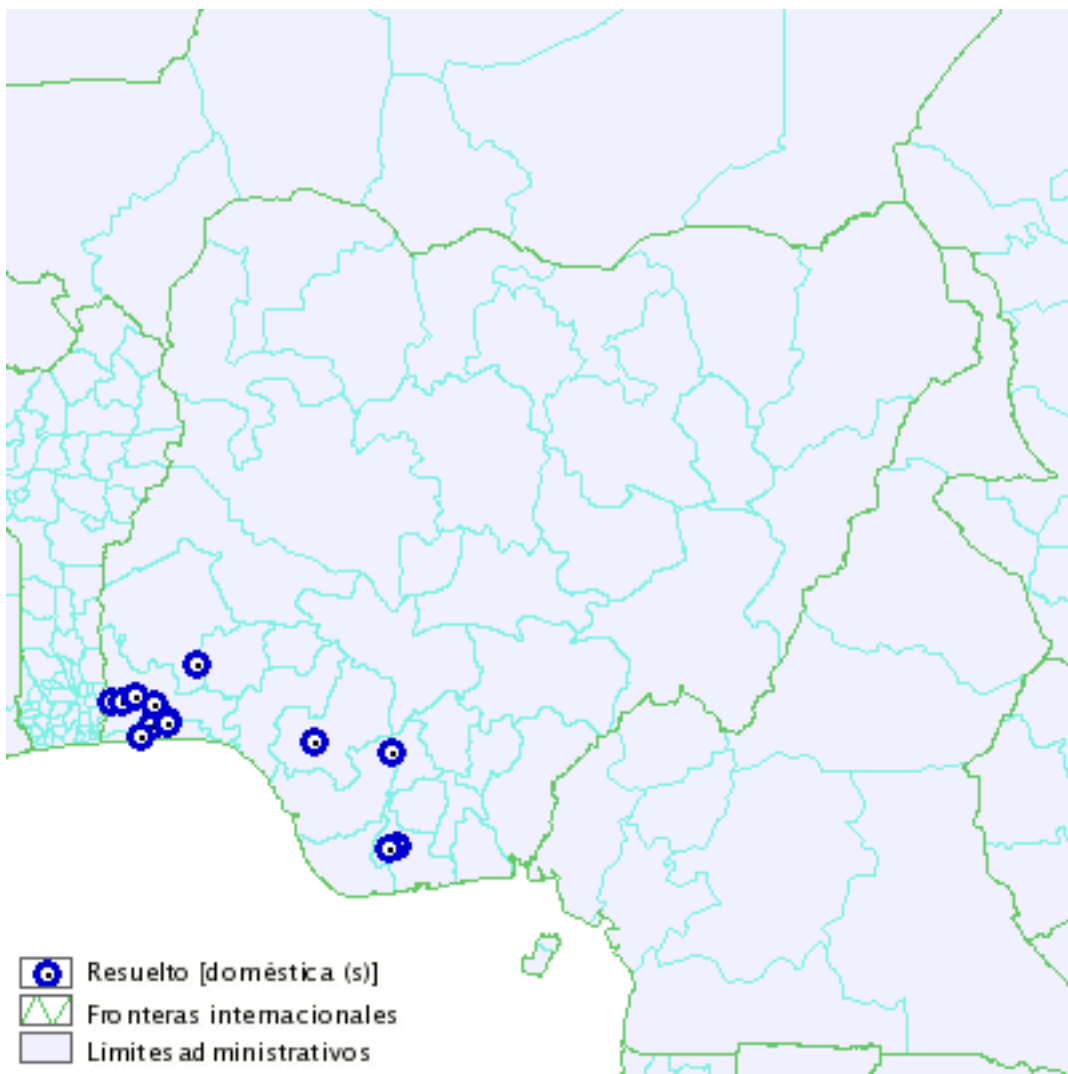 Resuelto [doméstica (s)]
Fronteras internacionales
Límites administrativos